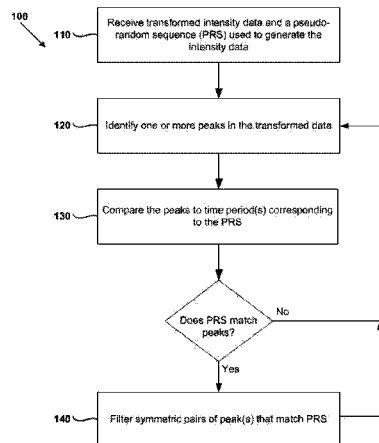 100
110
Receive transformed intensity data and a pseudo-
random sequence (PRS) used to generate the
intensity data
120
Identify one or more peaks in the transformed data
130
Compare the peaks to time period(s) corresponding
to the PRS
Does PRS match
peaks?
No
Yes
140
Filter symmetric pairs of peak(s) that match PRS